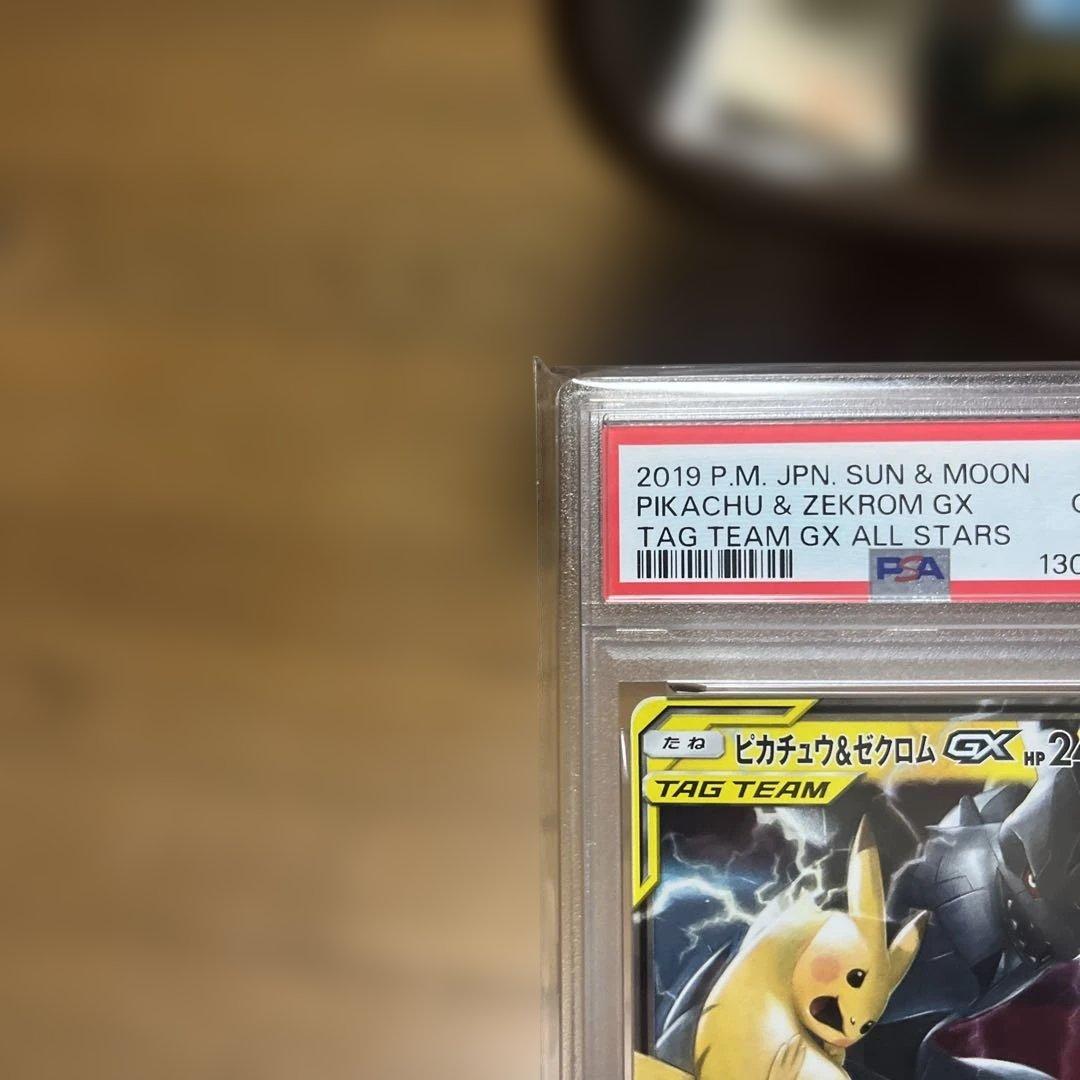 2019 P.M. JPN. SUN & MOON
PIKACHU & ZEKROM GX
TAG TEAM GX ALL STARS
PSA
たね ピカチュウ&ゼクロム GX HP
TAG TEAM